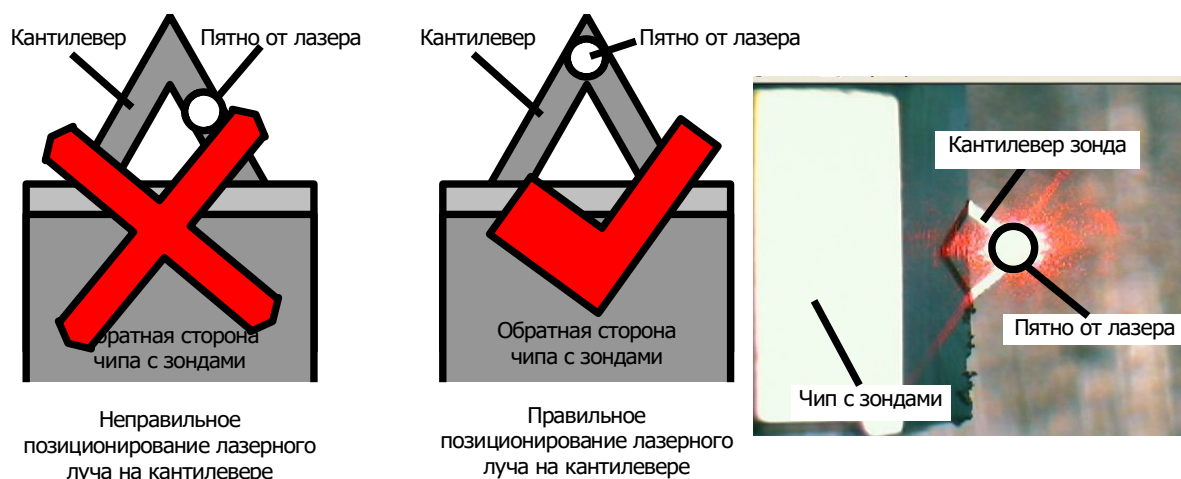 Кантилевер
Пятно от лазера
Обратная сторона
чипа с зондами
Неправильное
позиционирование лазерного
луча на кантилевере
Кантилевер
Пятно от лазера
Обратная сторона
чипа с зондами
Правильное
позиционирование лазерного
луча на кантилевере
Кантилевер зонда
Пятно от лазера
Чип с зондами